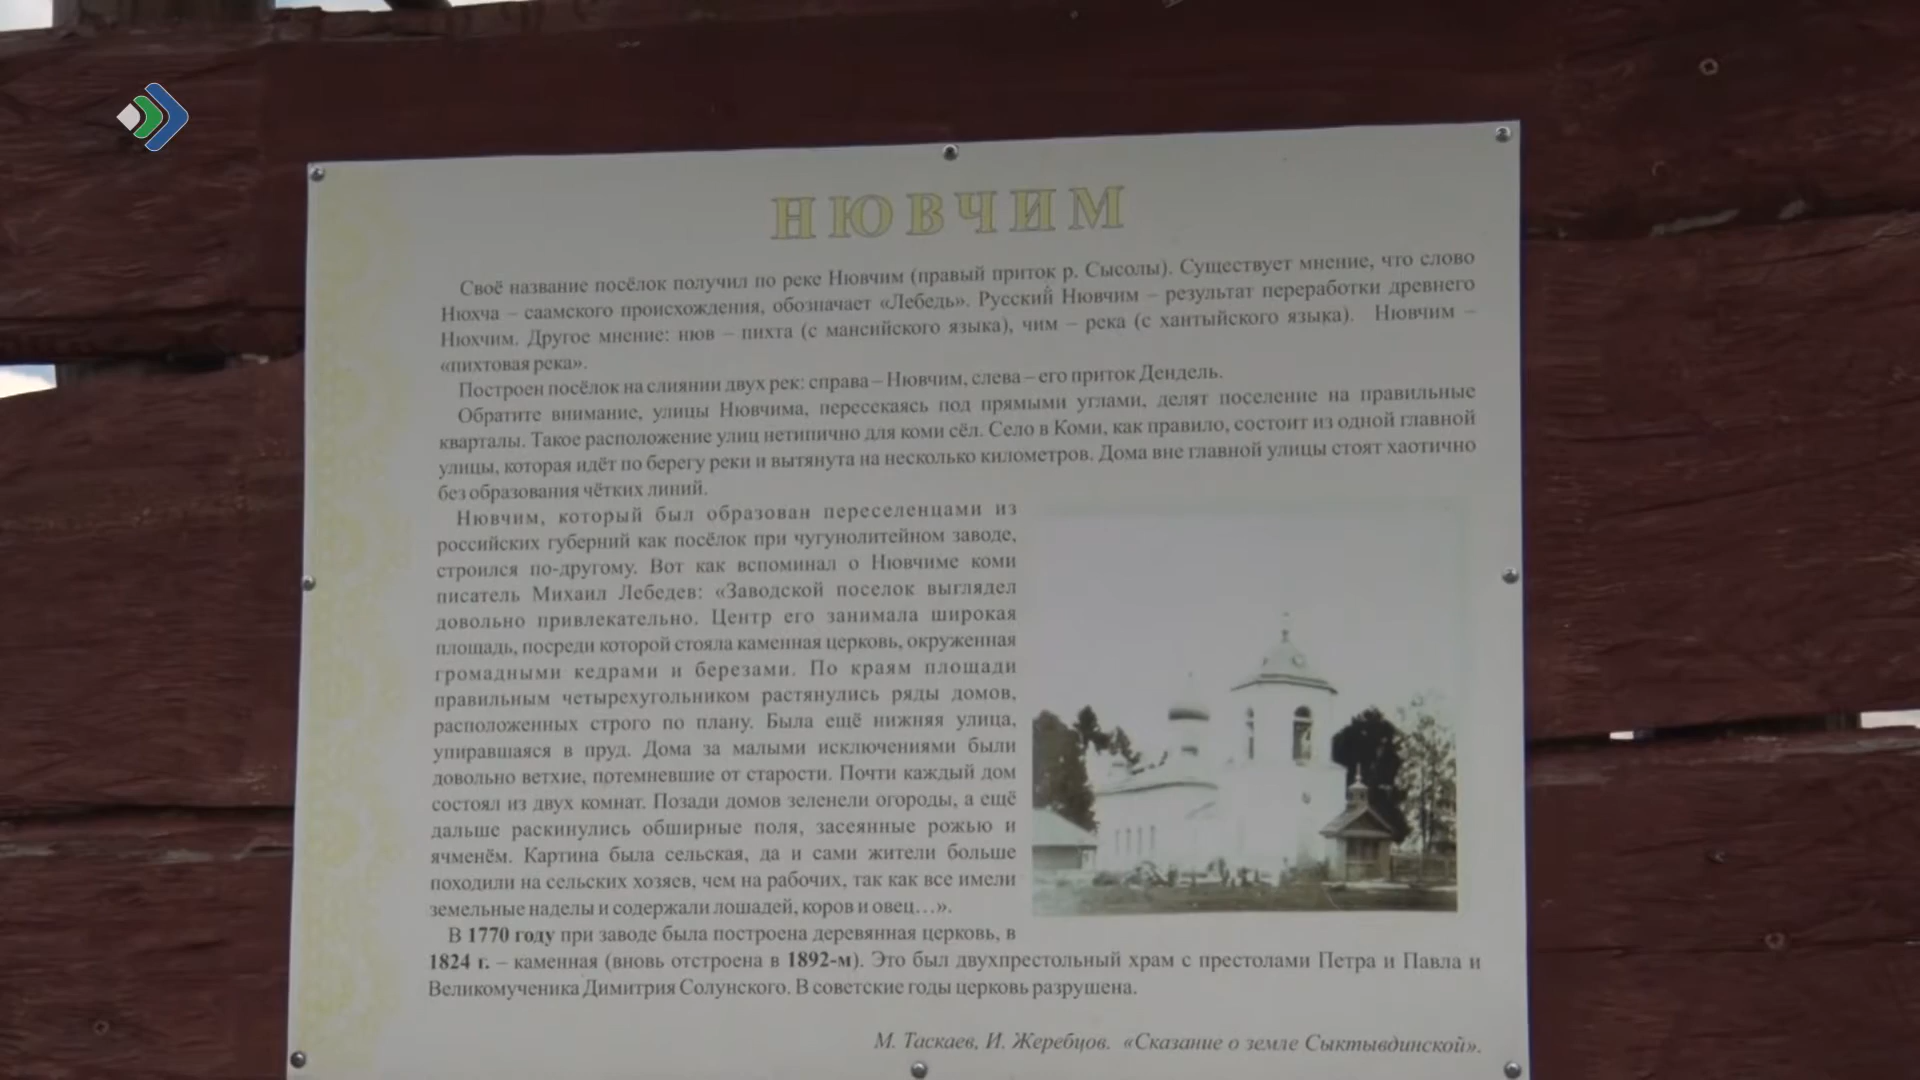 НЮВЧИМ
Своё название посёлок получил по реке Нювчим (правый приток р. Сысолы). Существует мнение, что слово
Нюхча – саамского происхождения, обозначает «Лебедь». Русский Нювчим – результат переработки древнего
Нюхчим. Другое мнение: нюв – пихта (с мансийского языка), чим – река (с хантыйского языка). Нювчим –
«пихтовая река».
Построен посёлок на слиянии двух рек: справа – Нювчим, слева – его приток Дендель.
Обратите внимание, улицы Нювчима, пересекаясь под прямыми углами, делят поселение на правильные
кварталы. Такое расположение улиц нетипично для коми сёл. Село в Коми, как правило, состоит из одной главной
улицы, которая идёт по берегу реки и вытянута на несколько километров. Дома вне главной улицы стоят хаотично
без образования чётких линий.
Нювчим, который был образован переселенцами из
российских губерний как посёлок при чугунолитейном заводе,
строился по-другому. Вот как вспоминал о Нювчиме коми
писатель Михаил Лебедев: «Заводской поселок выглядел
довольно привлекательно. Центр его занимала широкая
площадь, посреди которой стояла каменная церковь, окруженная
громадными кедрами и березами. По краям площади
правильным четырехугольником растянулись ряды домов,
расположенных строго по плану. Была ещё нижняя улица,
упиравшаяся в пруд. Дома за малыми исключениями были
довольно ветхие, потемневшие от старости. Почти каждый дом
состоял из двух комнат. Позади домов зеленели огороды, а ещё
дальше раскинулись обширные поля, засеянные рожью и
ячменём. Картина была сельская, да и сами жители больше
походили на сельских хозяев, чем на рабочих, так как все имели
земельные наделы и содержали лошадей, коров и овец…».
В 1770 году при заводе была построена деревянная церковь, в
1824 г. – каменная (вновь отстроена в 1892-м). Это был двухпрестольный храм с престолами Петра и Павла и
Великомученика Димитрия Солунского. В советские годы церковь разрушена.
М. Таскаев, И. Жеребцов. «Сказание о земле Сыктывдинской».